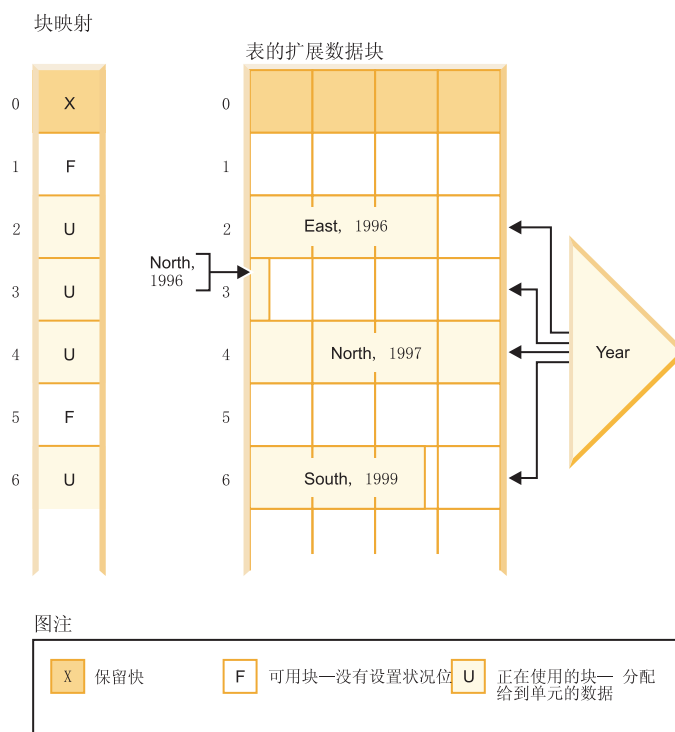 块映射
表的扩展数据块
0 X 0
1 F 1
2 U 2 East, 1996
North,
1996
3 U 3
4 U 4 North, 1997
Year
5 F 5
6 U 6 South, 1999
图注
X 保留快
F 可用块—没有设置状况位
U 正在使用的块— 分配
给到单元的数据